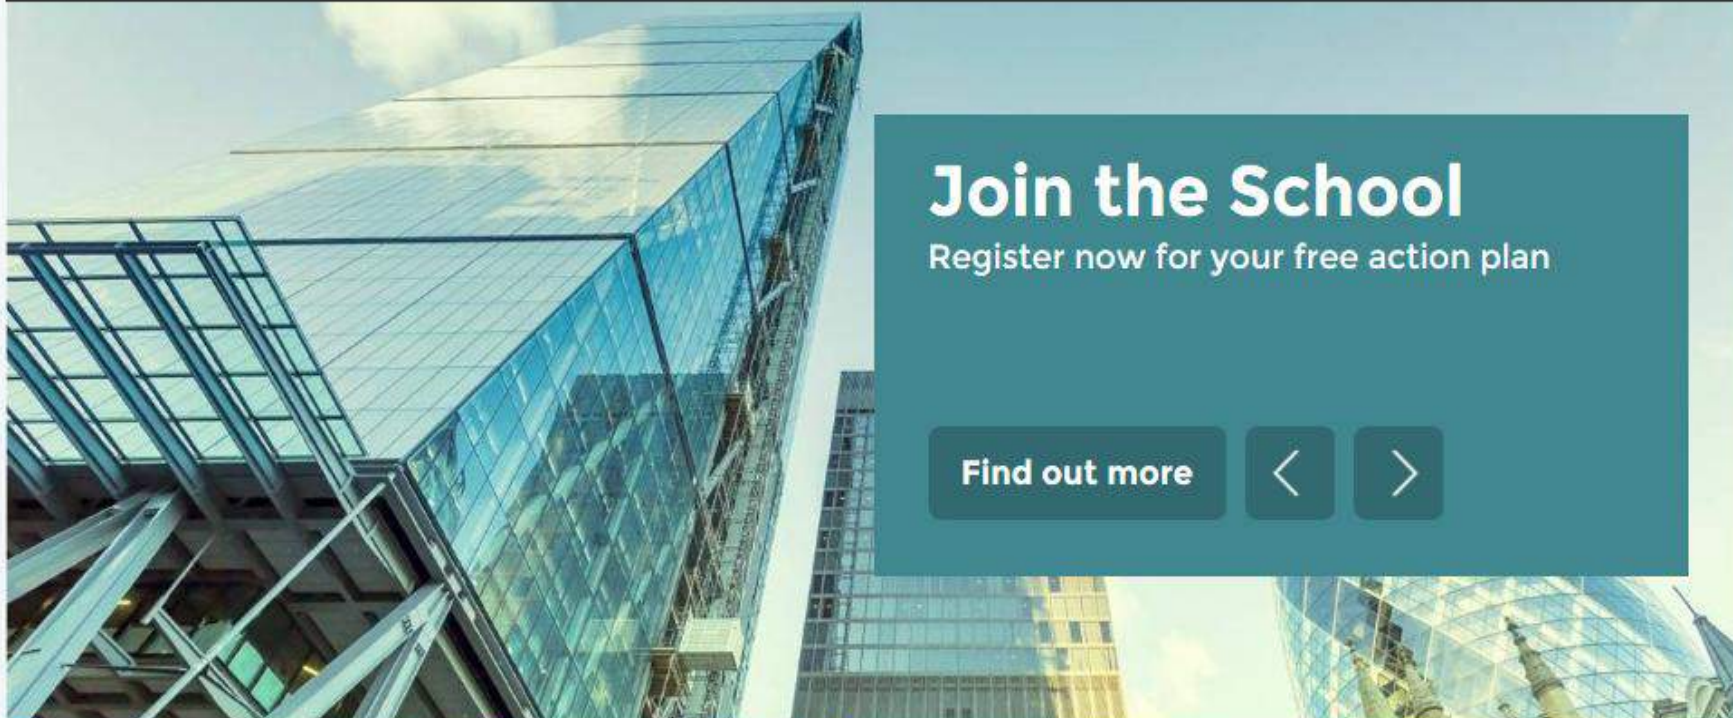 Join the School
Register now for your free action plan
Find out more